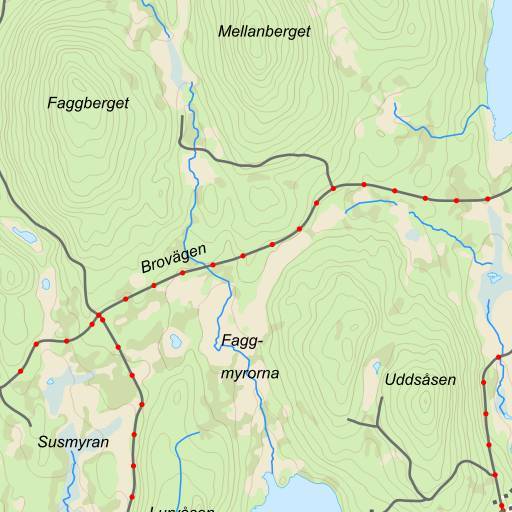 Mellanberget
Faggberget
Brovägen
Fagg-
myrorna
Uddsåsen
Susmyran